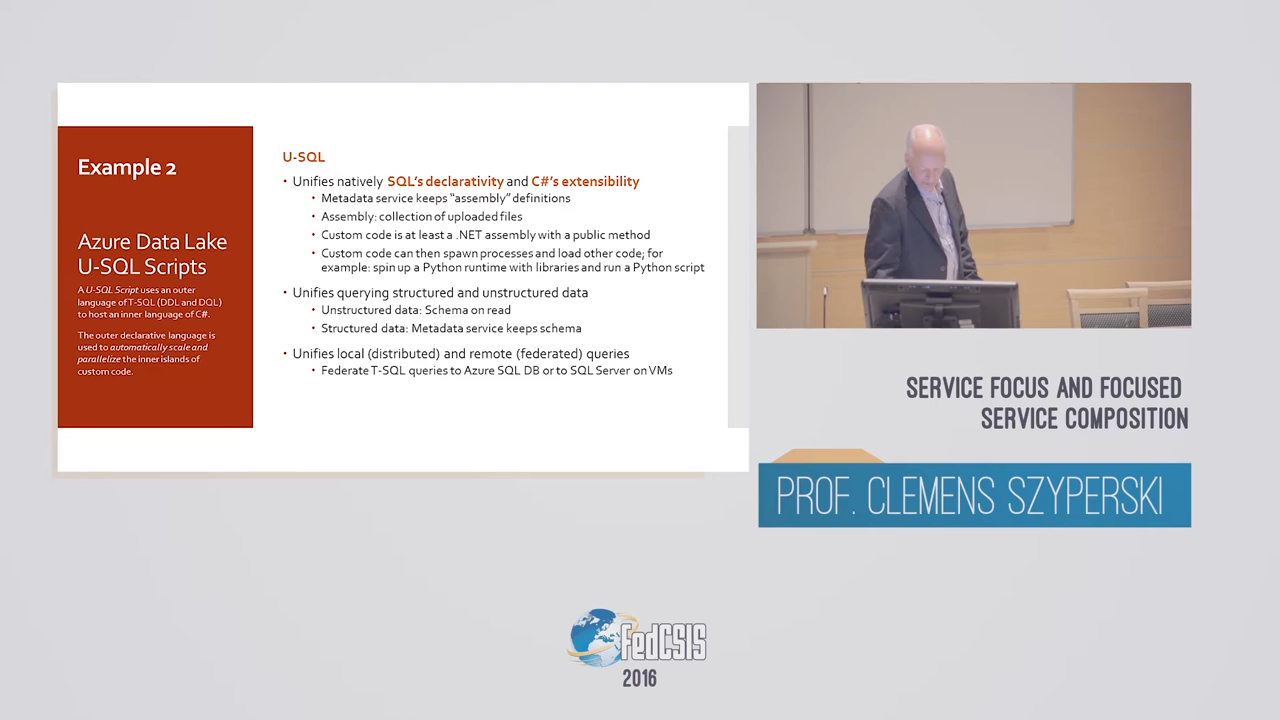 Example 2
Azure Data Lake
U-SQL Scripts
A U-SQL Script uses an outer
language of T-SQL (DDL and DQL)
to host an inner language of C#.
The outer declarative language is
used to automatically scale and
parallelize the inner islands of
custom code.
U-SQL
• Unifies natively SQL's declarativity and C#'s extensibility
• Metadata service keeps "assembly" definitions
• Assembly: collection of uploaded files
• Custom code is at least a .NET assembly with a public method
• Custom code can then spawn processes and load other code; for
example: spin up a Python runtime with libraries and run a Python script
• Unifies querying structured and unstructured data
• Unstructured data: Schema on read
• Structured data: Metadata service keeps schema
• Unifies local (distributed) and remote (federated) queries
• Federate T-SQL queries to Azure SQL DB or to SQL Server on VMs
SERVICE FOCUS AND FOCUSED
SERVICE COMPOSITION
PROF. CLEMENS SZYPERSKI
FedCSIS
2016